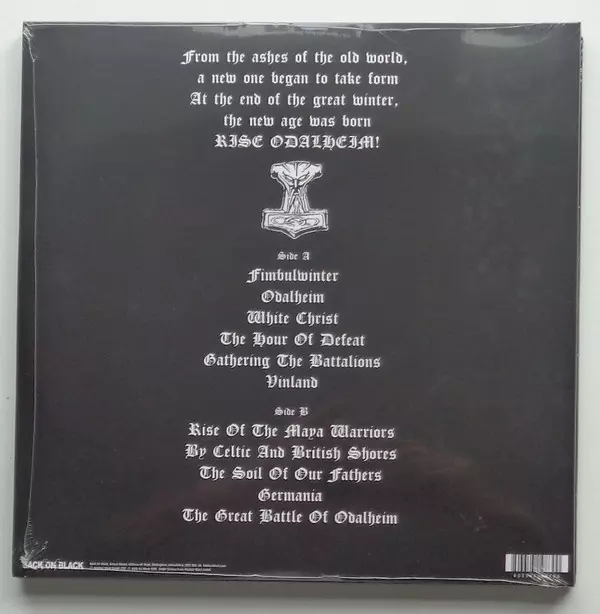 From the ashes of the old world,
a new one began to take form
At the end of the great winter,
the new age was born
RISE ODALHEIM!
Side A
Fimbulwinter
Odalheim
White Christ
The Hour Of Defeat
Gathering The Battalions
Vinland
Side B
Rise Of The Maya Warriors
By Celtic And British Shores
The Soil Of Our Fathers
Germania
The Great Battle Of Odalheim
BACK ON BLACK